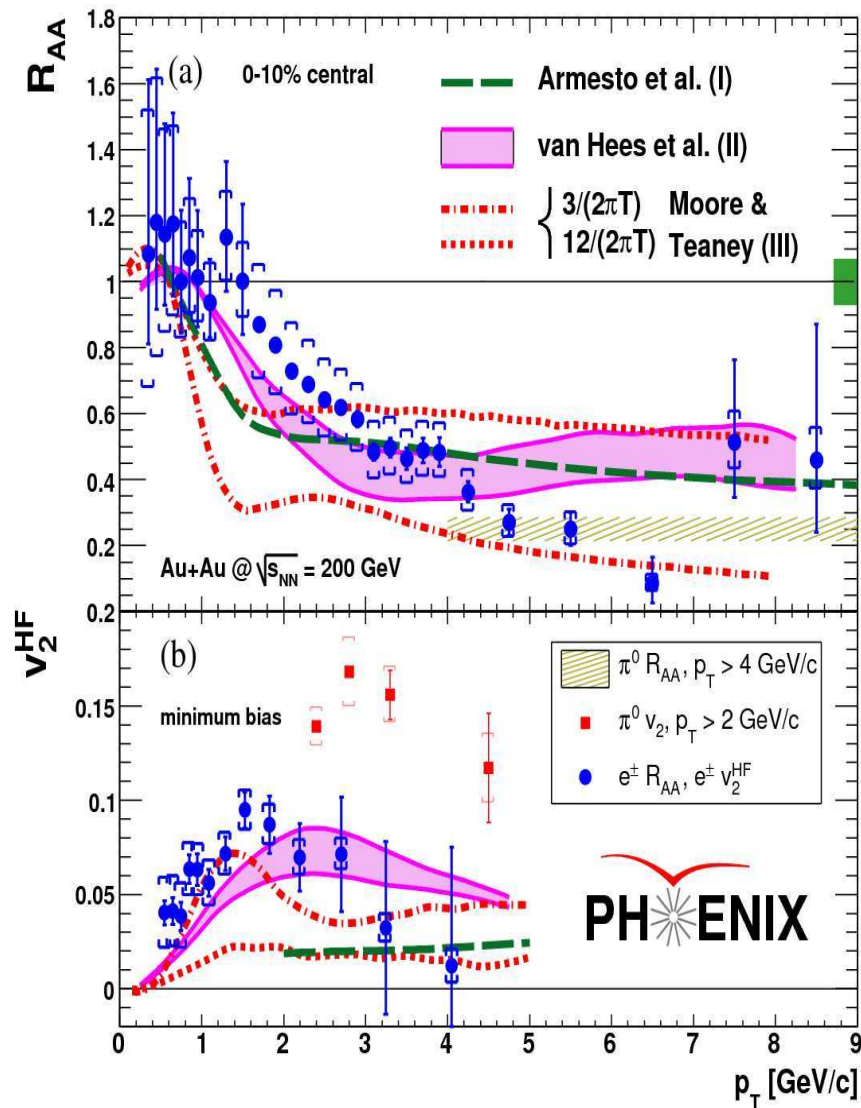 R_AA
1.8
1.6
1.4
1.2
1
0.8
0.6
0.4
0.2
(a)
0-10% central
Armesto et al. (I)
van Hees et al. (II)
3/(2πT) Moore &
12/(2πT) Teaney (III)
Au+Au @ √s_NN = 200 GeV
v_2^HF
0.2
0.15
0.1
0.05
0
(b)
minimum bias
π^0 R_AA, p_T > 4 GeV/c
π^0 v_2, p_T > 2 GeV/c
e^± R_AA, e^± v_2^HF
PHENIX
0 1 2 3 4 5 6 7 8 9
p_T [GeV/c]